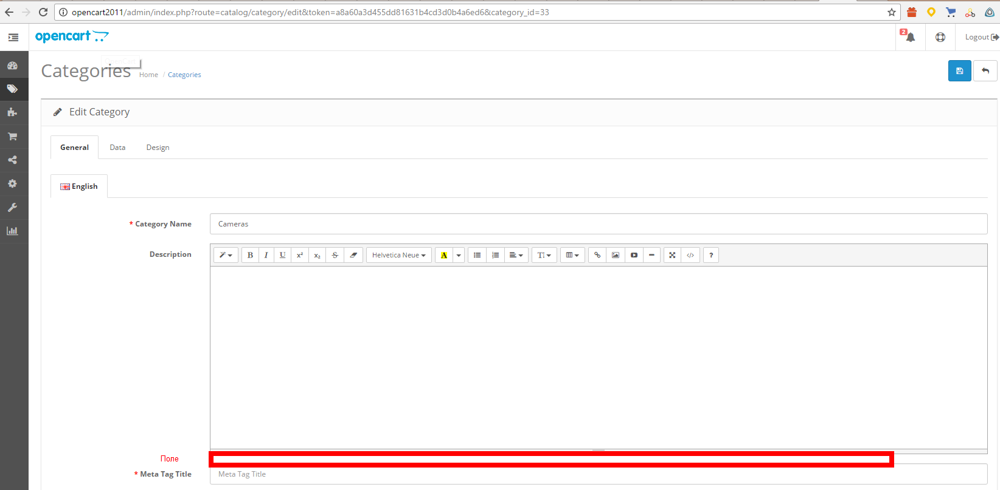 opencart2011/admin/index.php?route=catalog/category/edit&token=a8a60a3d455dd81631b4cd3d0b4a6ed6&category_id=33
opencart
2
Logout
Categories
Home / Categories
Edit Category
General Data Design
English
* Category Name
Cameras
Description
B I U x² x₂ S Helvetica Neue A TI </> ?
Поле
* Meta Tag Title
Meta Tag Title